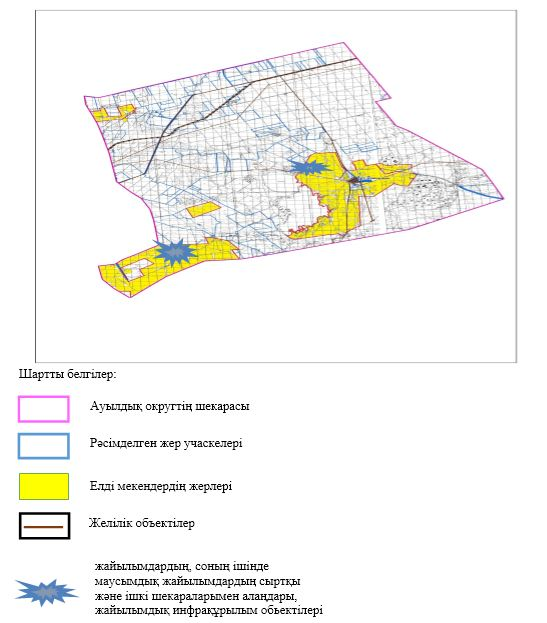 Шартты белгілер:
Ауылдық округтің шекарасы
Рәсімделген жер учаскелері
Елді мекендердің жерлері
Желілік объектілер
жайылымдардың, соның ішінде
маусымдық жайылымдардың сыртқы
және ішкі шекараларымен алаңдары,
жайылымдық инфрақұрылым объектілері